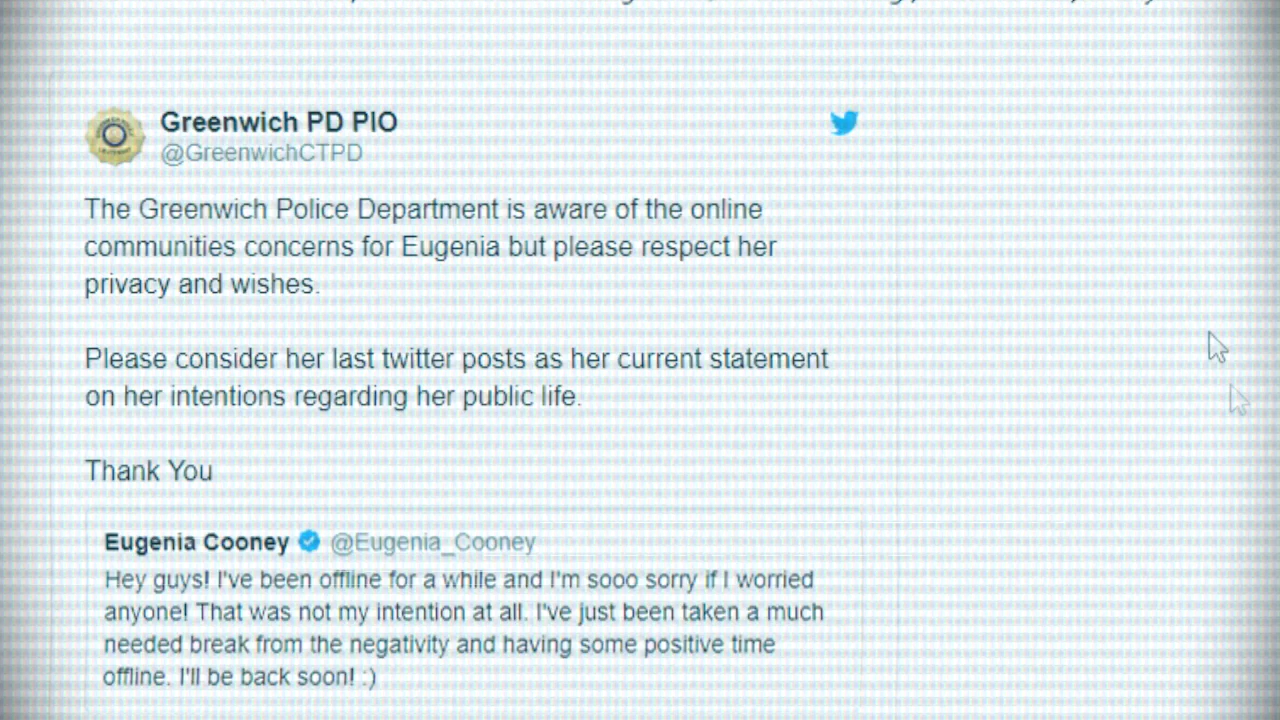 Greenwich PD PIO
@GreenwichCTPD
The Greenwich Police Department is aware of the online
communities concerns for Eugenia but please respect her
privacy and wishes.
Please consider her last twitter posts as her current statement
on her intentions regarding her public life.
Thank You
Eugenia Cooney @Eugenia_Cooney
Hey guys! I've been offline for a while and I'm sooo sorry if I worried
anyone! That was not my intention at all. I've just been taken a much
needed break from the negativity and having some positive time
offline. I'll be back soon! :)